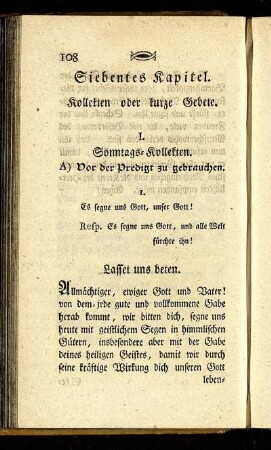 108
Siebentes Kapitel.
Kollekten oder kurze Gebete.
I.
Sonntags-Kollekten.
A) Vor der Predigt zu gebrauchen.
1.
Es segne uns Gott, unser Gott!
Resp. Es segne uns Gott, und alle Welt
fürchte ihn!
Lasset uns beten.
Allmächtiger, ewiger Gott und Vater!
von dem jede gute und vollkommene Gabe
herab kommt, wir bitten dich, segne uns
heute mit geistlichem Segen in himmlischen
Gütern, insbesondere aber mit der Gabe
deines heiligen Geistes, damit wir durch
seine kräftige Wirkung dich unseren Gott
leben-